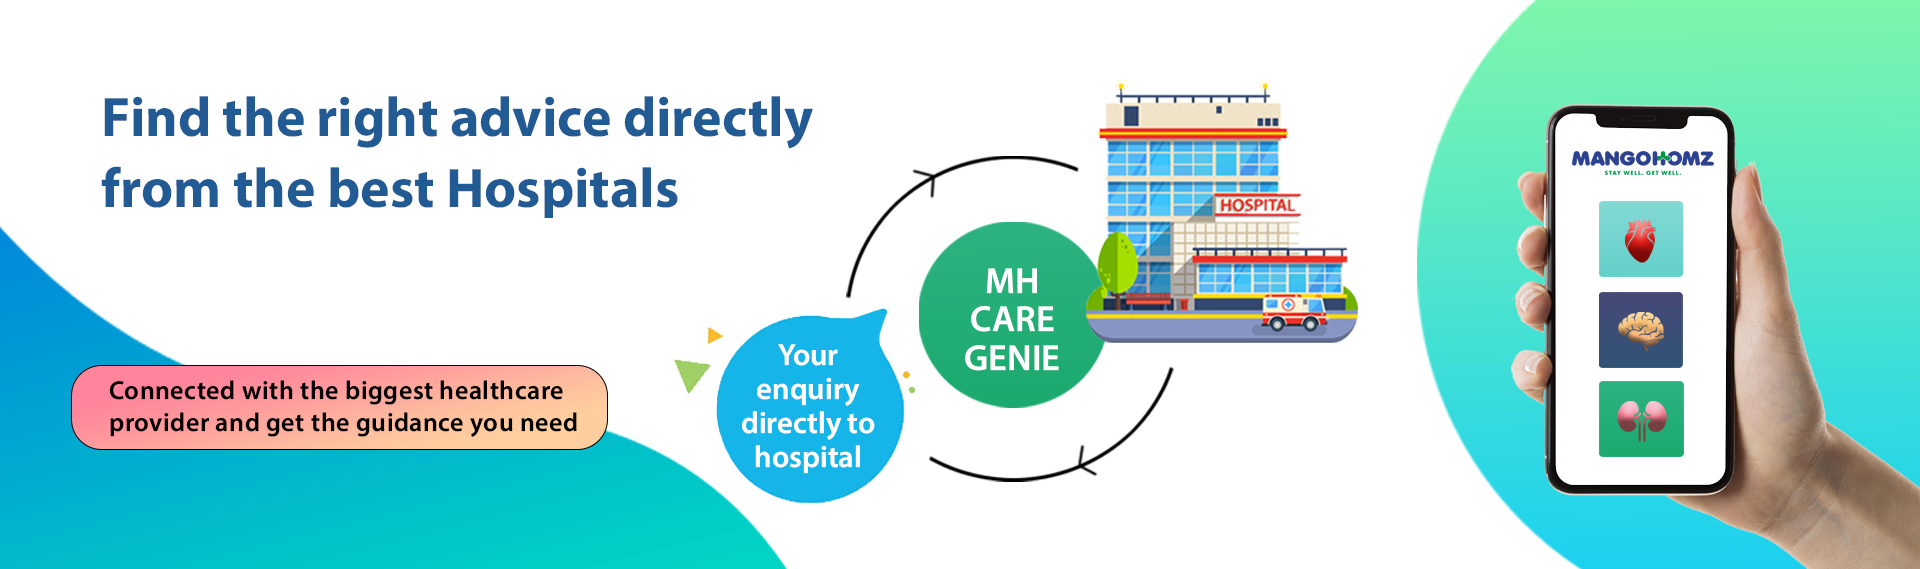 Find the right advice directly
from the best Hospitals
Connected with the biggest healthcare
provider and get the guidance you need
Your
enquiry
directly to
hospital
MH
CARE
GENIE
HOSPITAL
MANGOHOMZ
STAY WELL. GET WELL.